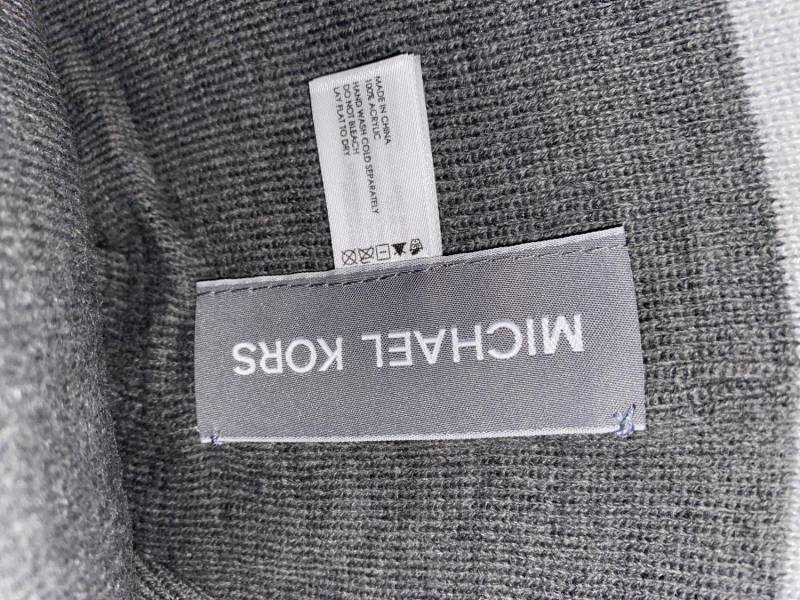 MADE IN CHINA
100% ACRYLIC
HAND WASH COLD SEPARATELY
DO NOT BLEACH
LAY FLAT TO DRY
MICHAEL KORS